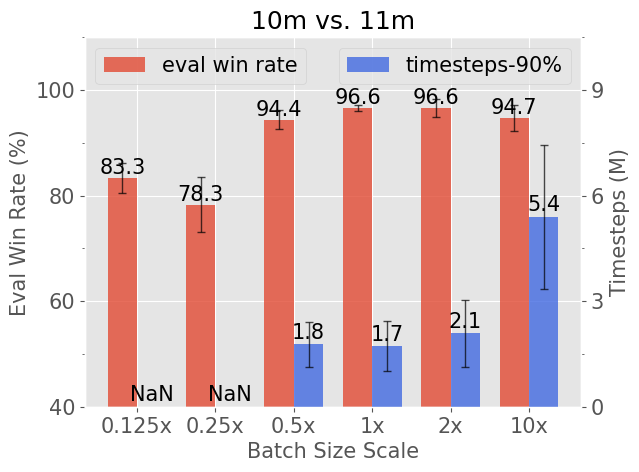 10m vs. 11m
eval win rate
timesteps-90%
Eval Win Rate (%)
100
80
60
40
83.3
78.3
94.4
96.6
96.6
94.7
NaN
NaN
1.8
1.7
2.1
5.4
9
6
3
0
Timesteps (M)
0.125x 0.25x 0.5x 1x 2x 10x
Batch Size Scale